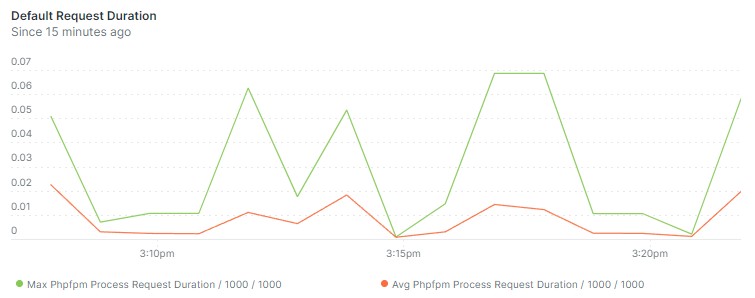 Default Request Duration
Since 15 minutes ago
0.07
0.06
0.05
0.04
0.03
0.02
0.01
0
3:10pm 3:15pm 3:20pm
Max Phpfpm Process Request Duration / 1000 / 1000 Avg Phpfpm Process Request Duration / 1000 / 1000